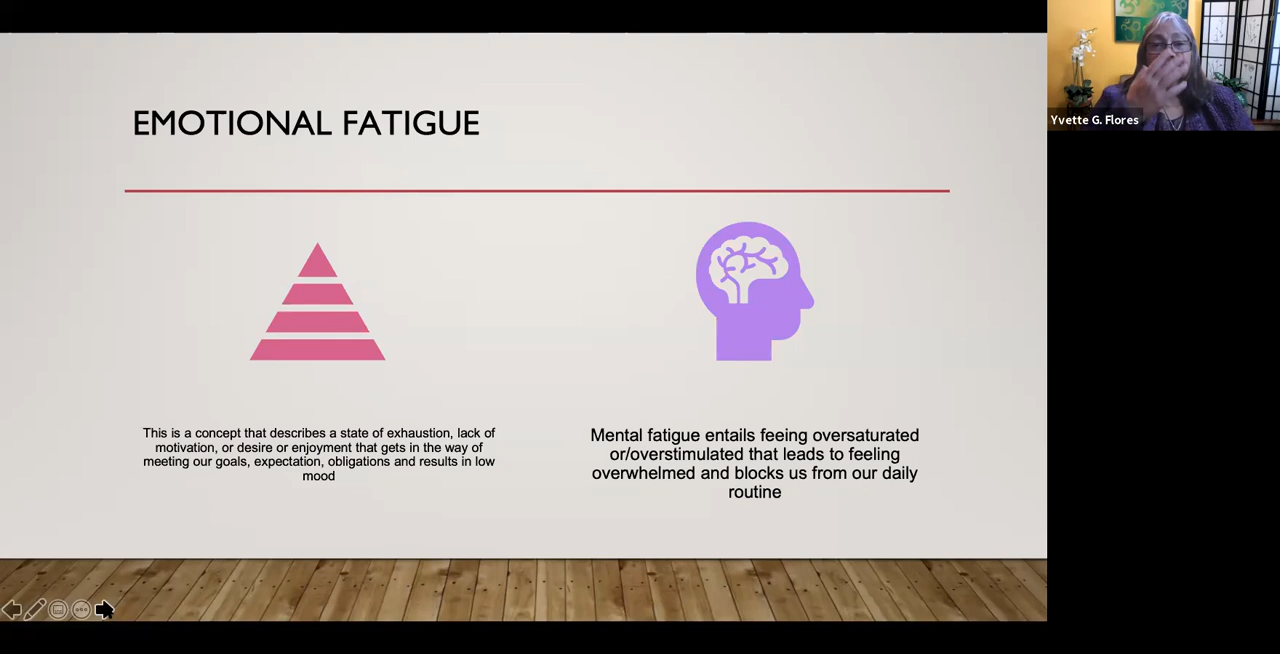 EMOTIONAL FATIGUE
This is a concept that describes a state of exhaustion, lack of
motivation, or desire or enjoyment that gets in the way of
meeting our goals, expectation, obligations and results in low
mood
Mental fatigue entails feeing oversaturated
or/overstimulated that leads to feeling
overwhelmed and blocks us from our daily
routine
Yvette G. Flores